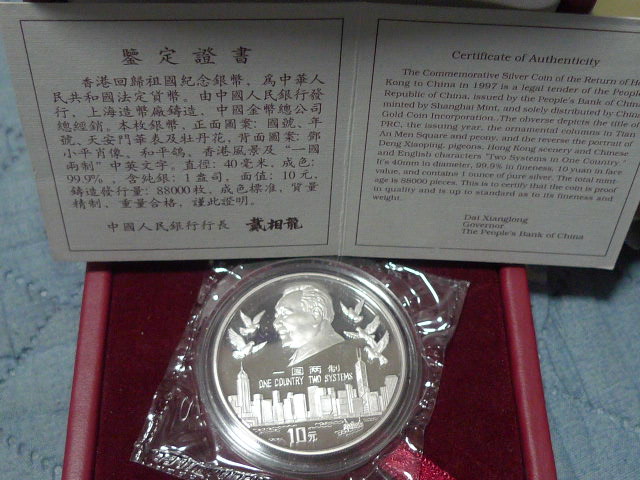 鑒定證書
香港回歸祖國紀念銀幣，爲中華人
民共和國法定貨幣。由中國人民銀行發
行、上海造幣廠鑄造，中國金幣總公司
總經銷。本枚銀幣，正面圖案：國號、年
號、天安門華表及牡丹花，背面圖案：鄧
小平肖像、和平鴿、香港風景及“一國
兩制”中英文字。直徑：40毫米，成色：
99.9%，含純銀：1盎司，面值：10元，
鑄造發行量：88000枚，成色標准，質量
精制，重量合格，謹此證明。
中國人民銀行行長 戴相龍
Certificate of Authenticity
The Commemorative Silver Coin of the Return of
Kong to China in 1997 is a legal tender of the People
Republic of China, issued by the People's Bank of China
minted by Shanghai Mint, and solely distributed by China
Gold Coin Incorporation. The obverse depicts the title of
PRC, the issuing year, the ornamental columns in Tian
An Men Square and peony, and the reverse the portrait of
Deng Xiaoping, pigeons, Hong Kong scenery and Chinese
and English characters "Two Systems in One Country."
It's 40mm in diameter, 99.9% in fineness, 10 yuan in face
value, and contains 1 ounce of pure silver. The total mint
age is 88000 pieces. This is to certify that the coin is proof
in quality and is up to standard as to its fineness and
weight.
Dai Xianglong
Governor
The People's Bank of China
一国两制
ONE COUNTRY TWO SYSTEMS
10元